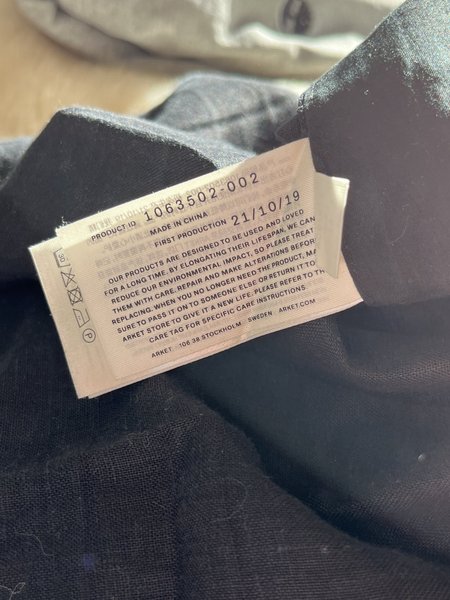 PRODUCT ID 1063502-002
MADE IN CHINA
FIRST PRODUCTION 21/10/19
OUR PRODUCTS ARE DESIGNED TO BE USED AND LOVED
FOR A LONG TIME. BY ELONGATING THEIR LIFESPAN, WE CAN
REDUCE OUR ENVIRONMENTAL IMPACT, SO PLEASE TREAT
THEM WITH CARE. REPAIR AND MAKE ALTERATIONS BEFOR
REPLACING. WHEN YOU NO LONGER NEED THE PRODUCT, MA
SURE TO PASS IT ON TO SOMEONE ELSE OR RETURN IT TO
ARKET STORE TO GIVE IT A NEW LIFE. PLEASE REFER TO TH
CARE TAG FOR SPECIFIC CARE INSTRUCTIONS
ARKET. 106 38 STOCKHOLM SWEDEN ARKET.COM
30
P